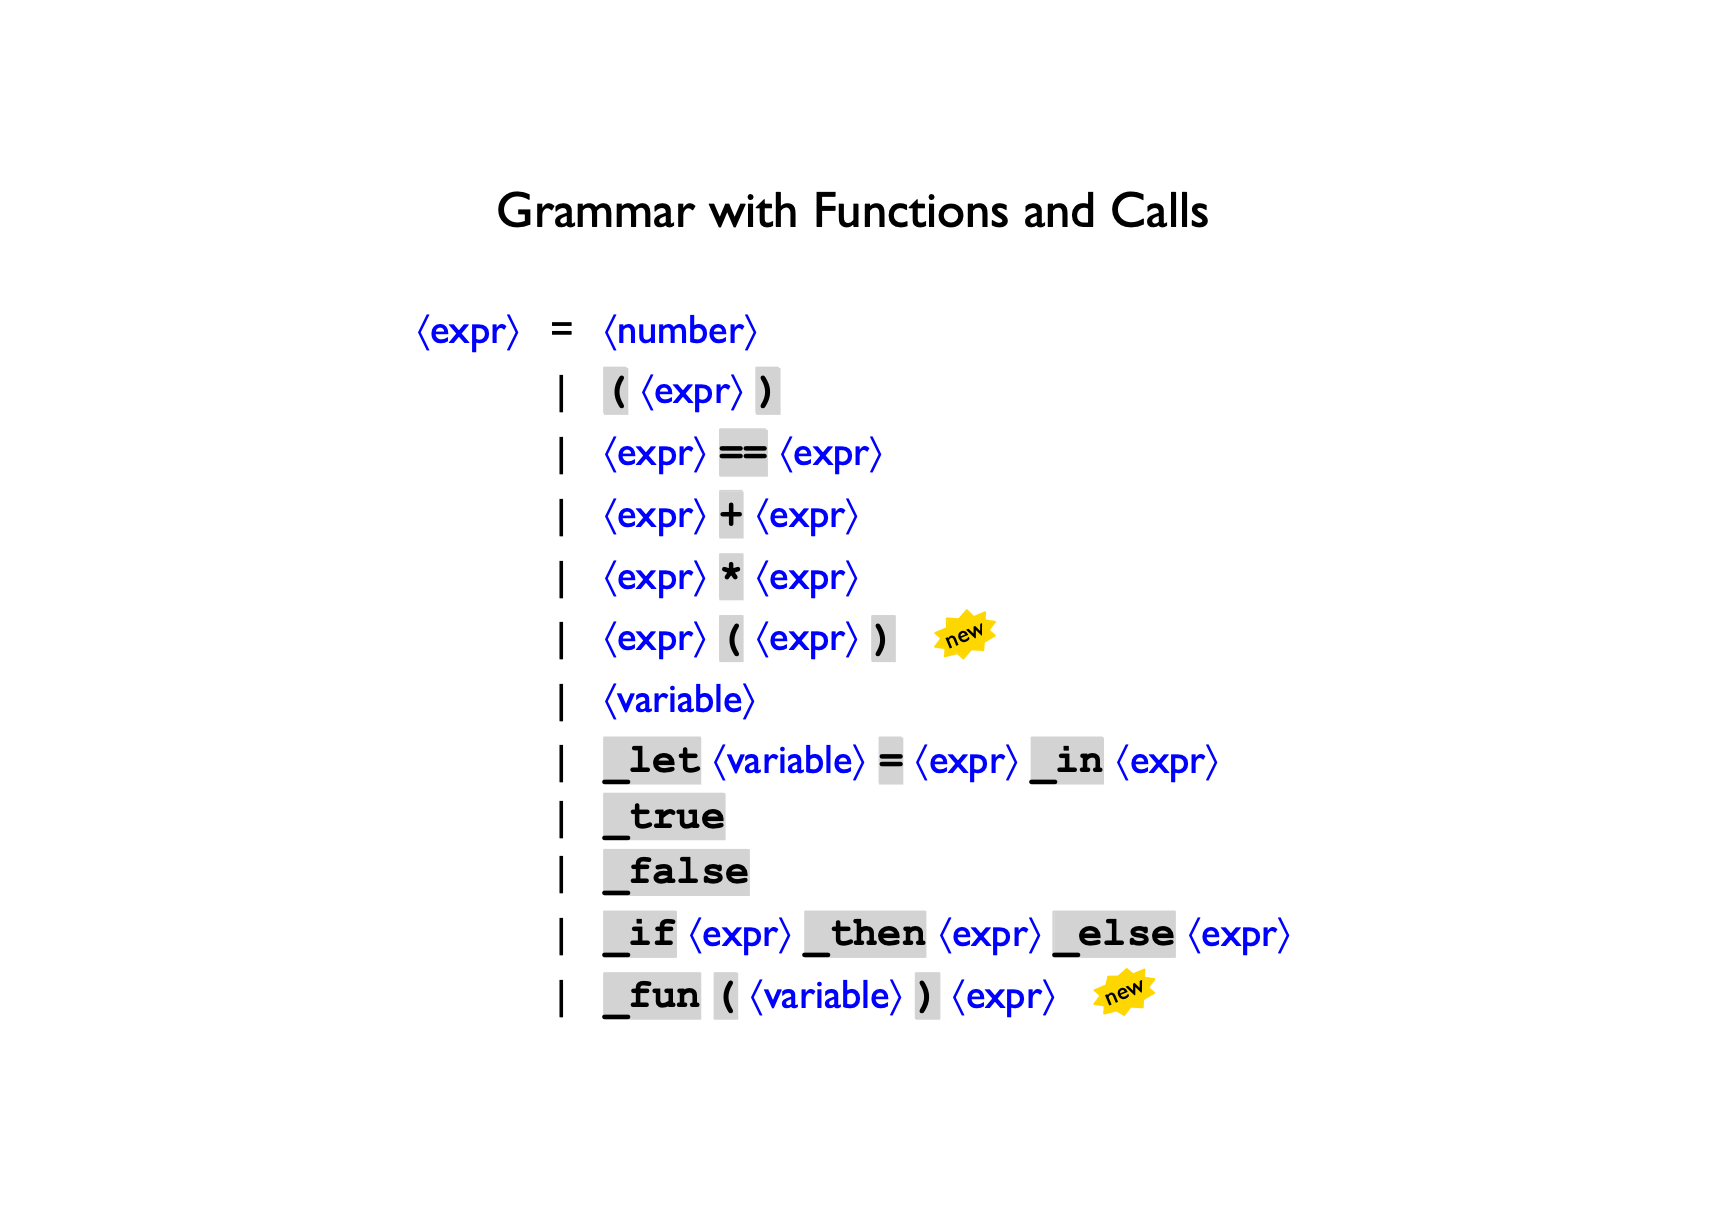 Grammar with Functions and Calls
⟨expr⟩ = ⟨number⟩
| ( ⟨expr⟩ )
| ⟨expr⟩ == ⟨expr⟩
| ⟨expr⟩ + ⟨expr⟩
| ⟨expr⟩ * ⟨expr⟩
| ⟨expr⟩ ( ⟨expr⟩ ) new
| ⟨variable⟩
| _let ⟨variable⟩ = ⟨expr⟩ _in ⟨expr⟩
| _true
| _false
| _if ⟨expr⟩ _then ⟨expr⟩ _else ⟨expr⟩
| _fun ( ⟨variable⟩ ) ⟨expr⟩ new